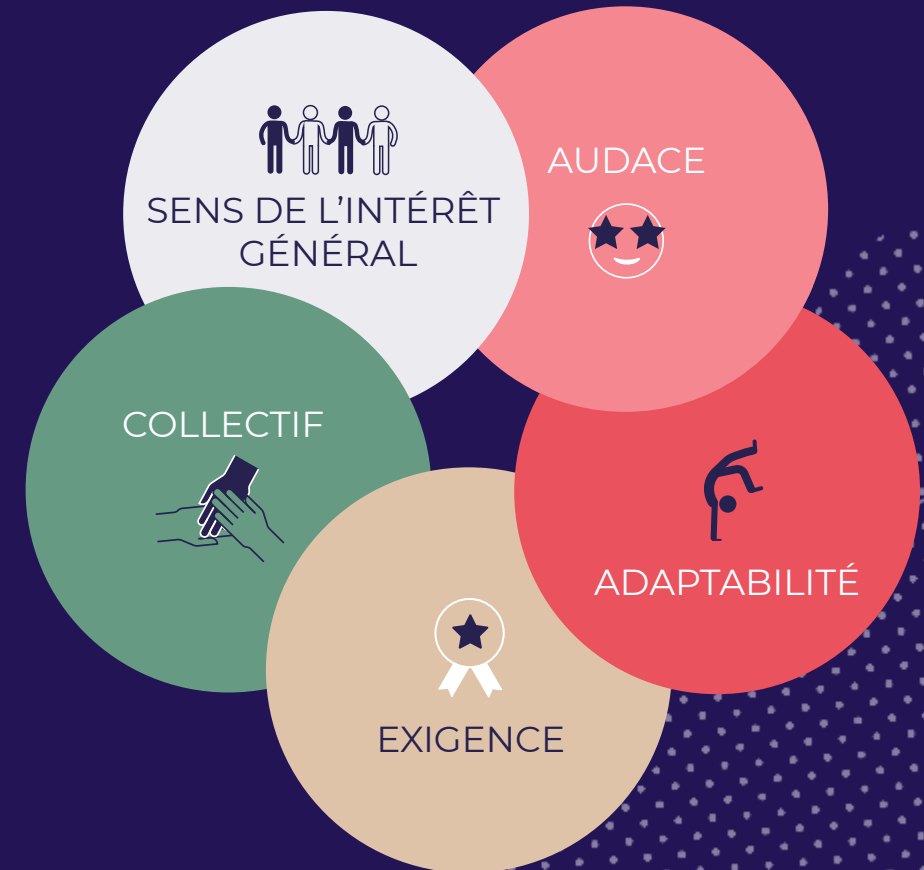 SENS DE L’INTÉRÊT
GÉNÉRAL
AUDACE
COLLECTIF
ADAPTABILITÉ
EXIGENCE